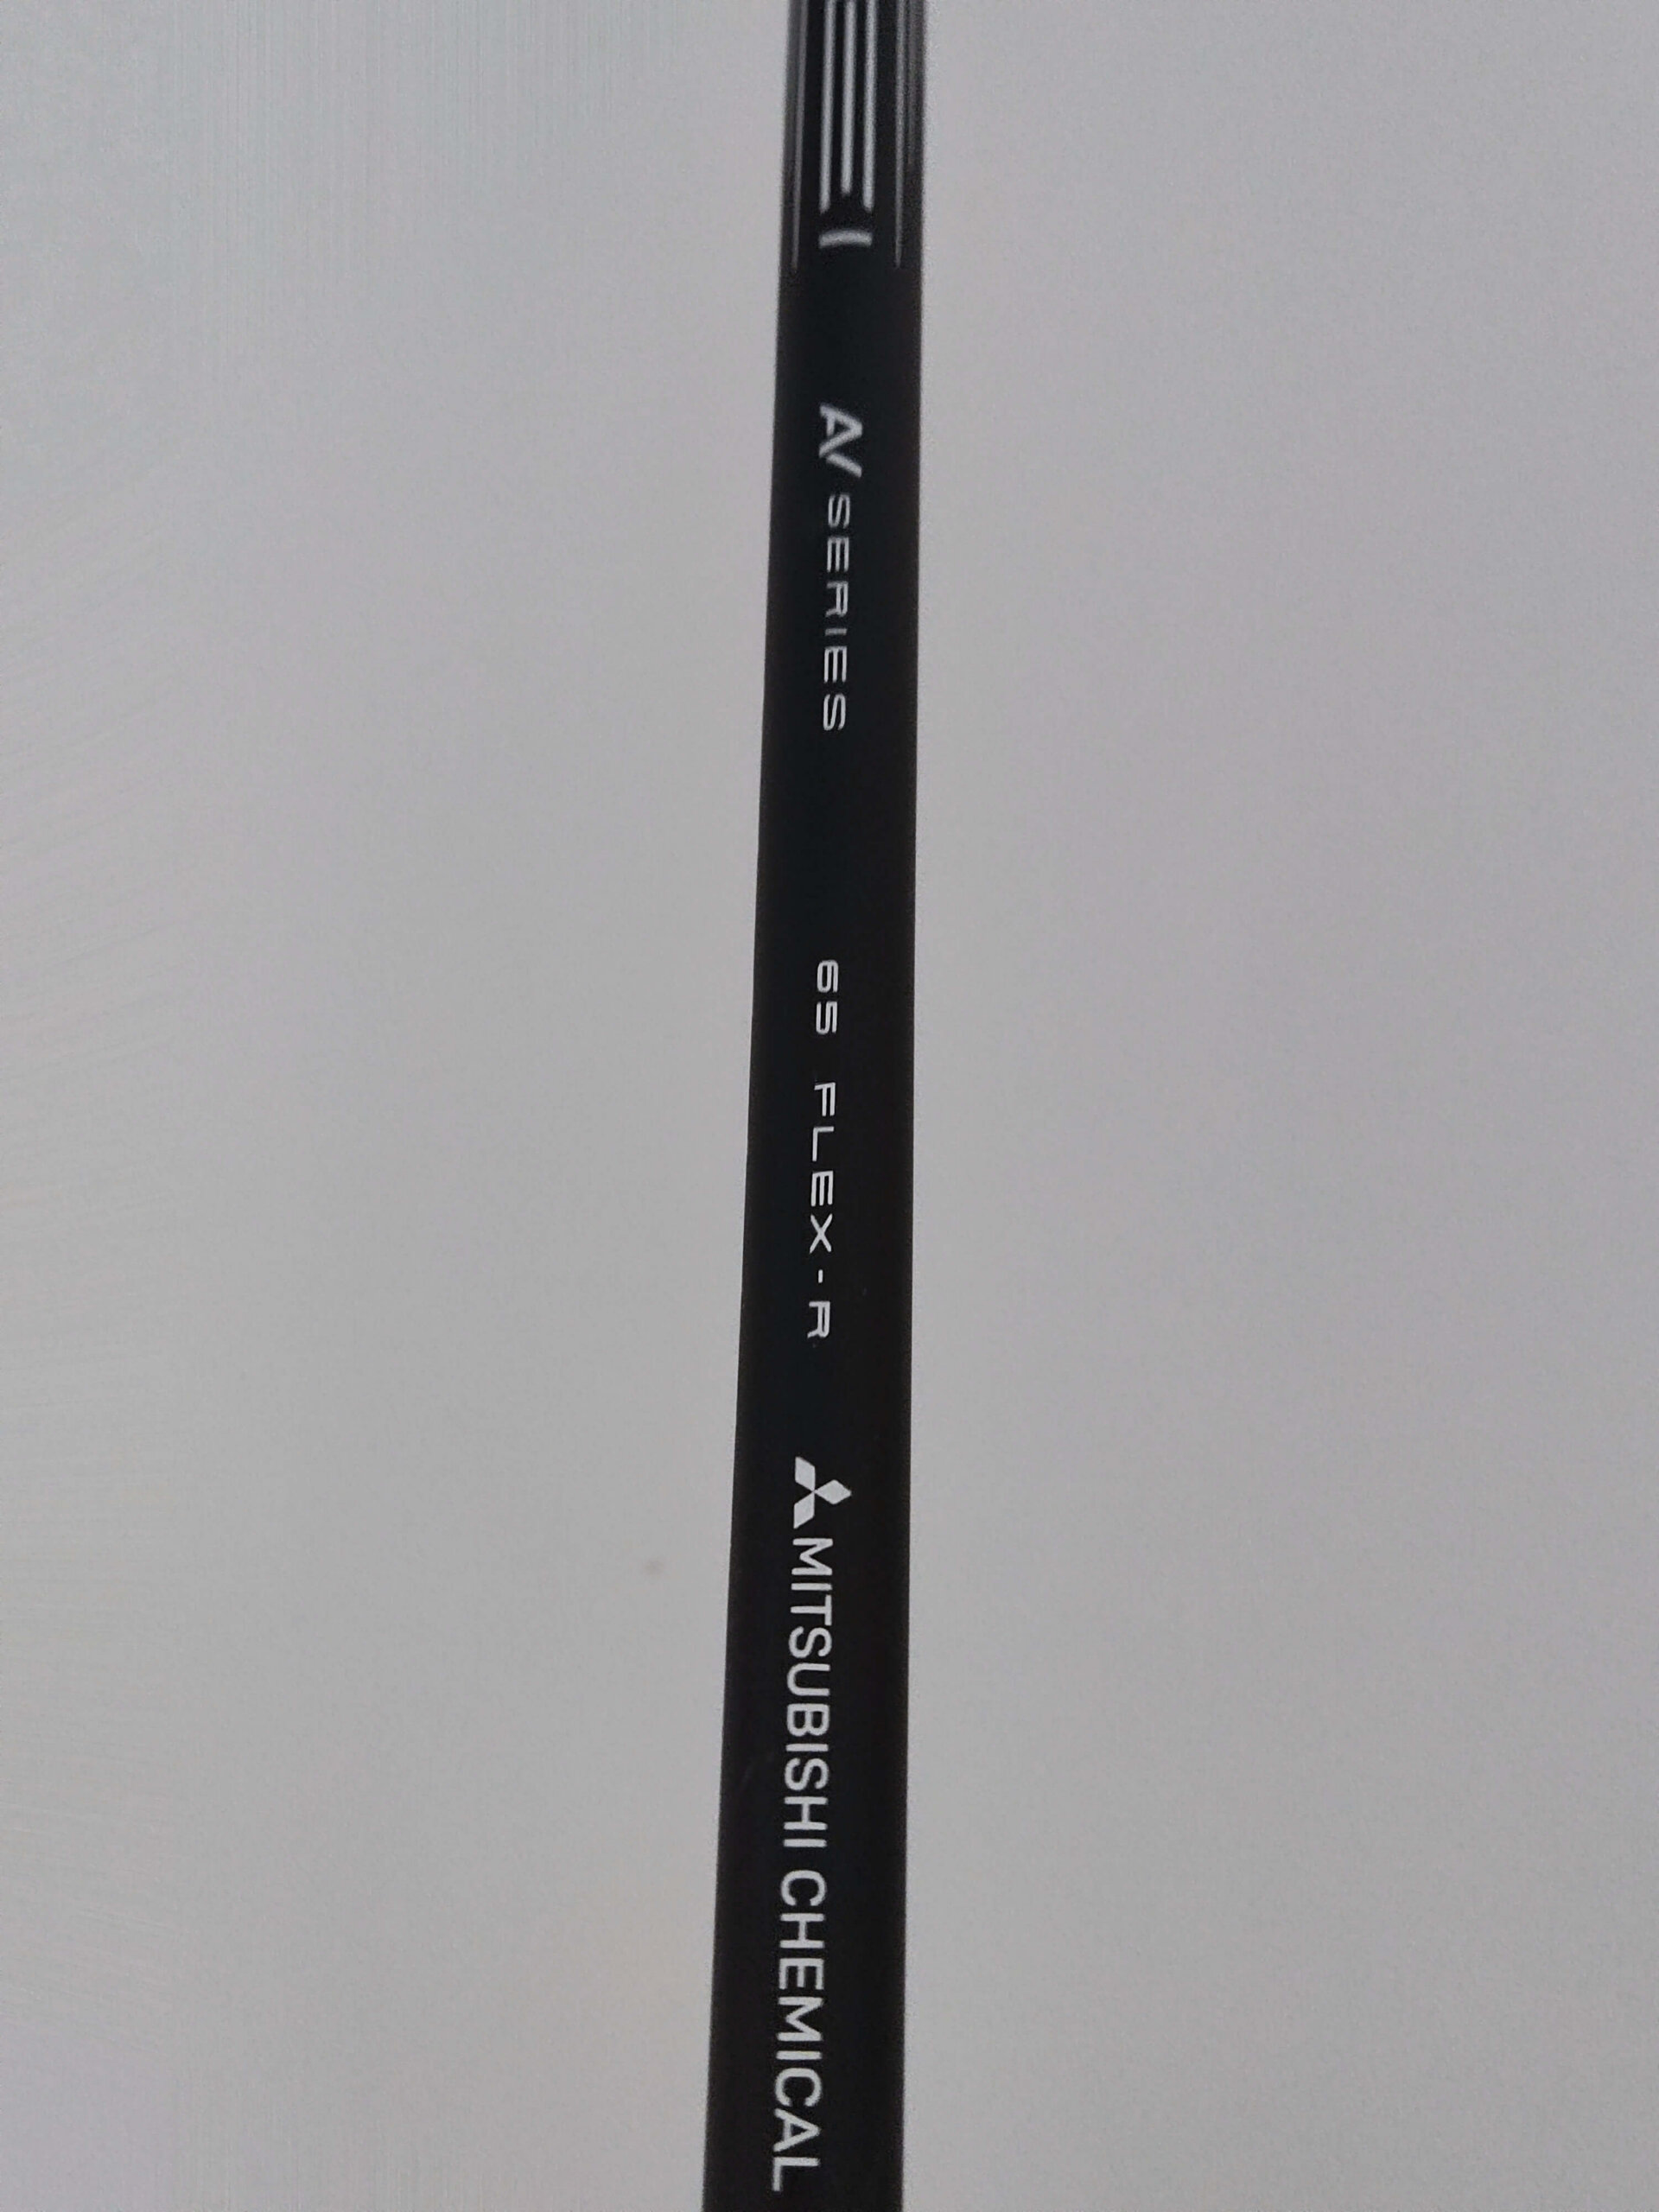 AV SERIES
65 FLEX-R
MITSUBISHI CHEMICAL